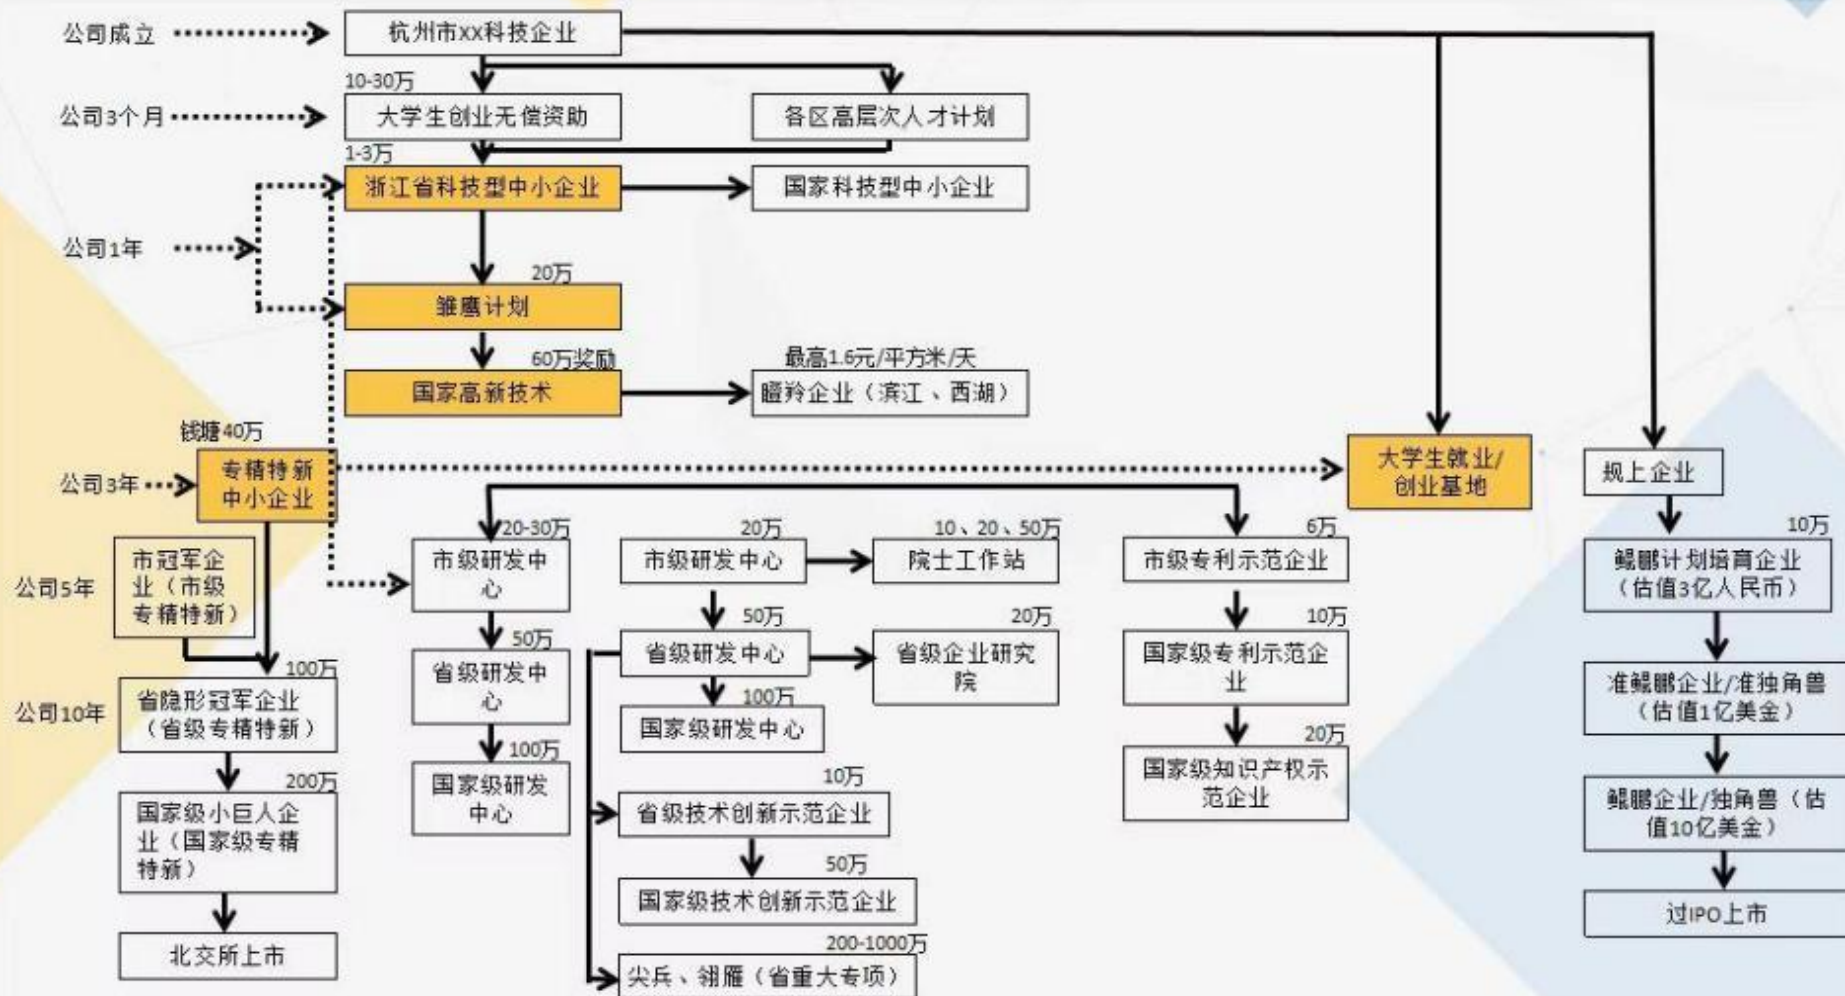 公司成立
杭州市XX科技企业
10-30万
公司3个月
大学生创业无偿资助
各区高层次人才计划
1-3万
浙江省科技型中小企业
国家科技型中小企业
公司1年
20万
雏鹰计划
60万奖励
最高1.6元/平方米/天
国家高新技术
瞪羚企业（滨江、西湖）
钱塘40万
公司3年
专精特新
中小企业
大学生就业/
创业基地
规上企业
20-30万
20万
10、20、50万
6万
10万
公司5年
市冠军企
业（市级
专精特新）
市级研发中
心
市级研发中心
院士工作站
市级专利示范企业
鲲鹏计划培育企业
（估值3亿人民币）
50万
50万
20万
10万
省级研发中
心
省级研发中心
省级企业研究
院
国家级专利示范企
业
准鲲鹏企业/准独角兽
（估值1亿美金）
100万
公司10年
省隐形冠军企业
（省级专精特新）
100万
国家级研发中心
100万
国家级研发
中心
20万
国家级知识产权示
范企业
200万
国家级小巨人企
业（国家级专精
特新）
10万
省级技术创新示范企业
鲲鹏企业/独角兽（估
值10亿美金）
50万
国家级技术创新示范企业
过IPO上市
北交所上市
200-1000万
尖兵、翎雁（省重大专项）